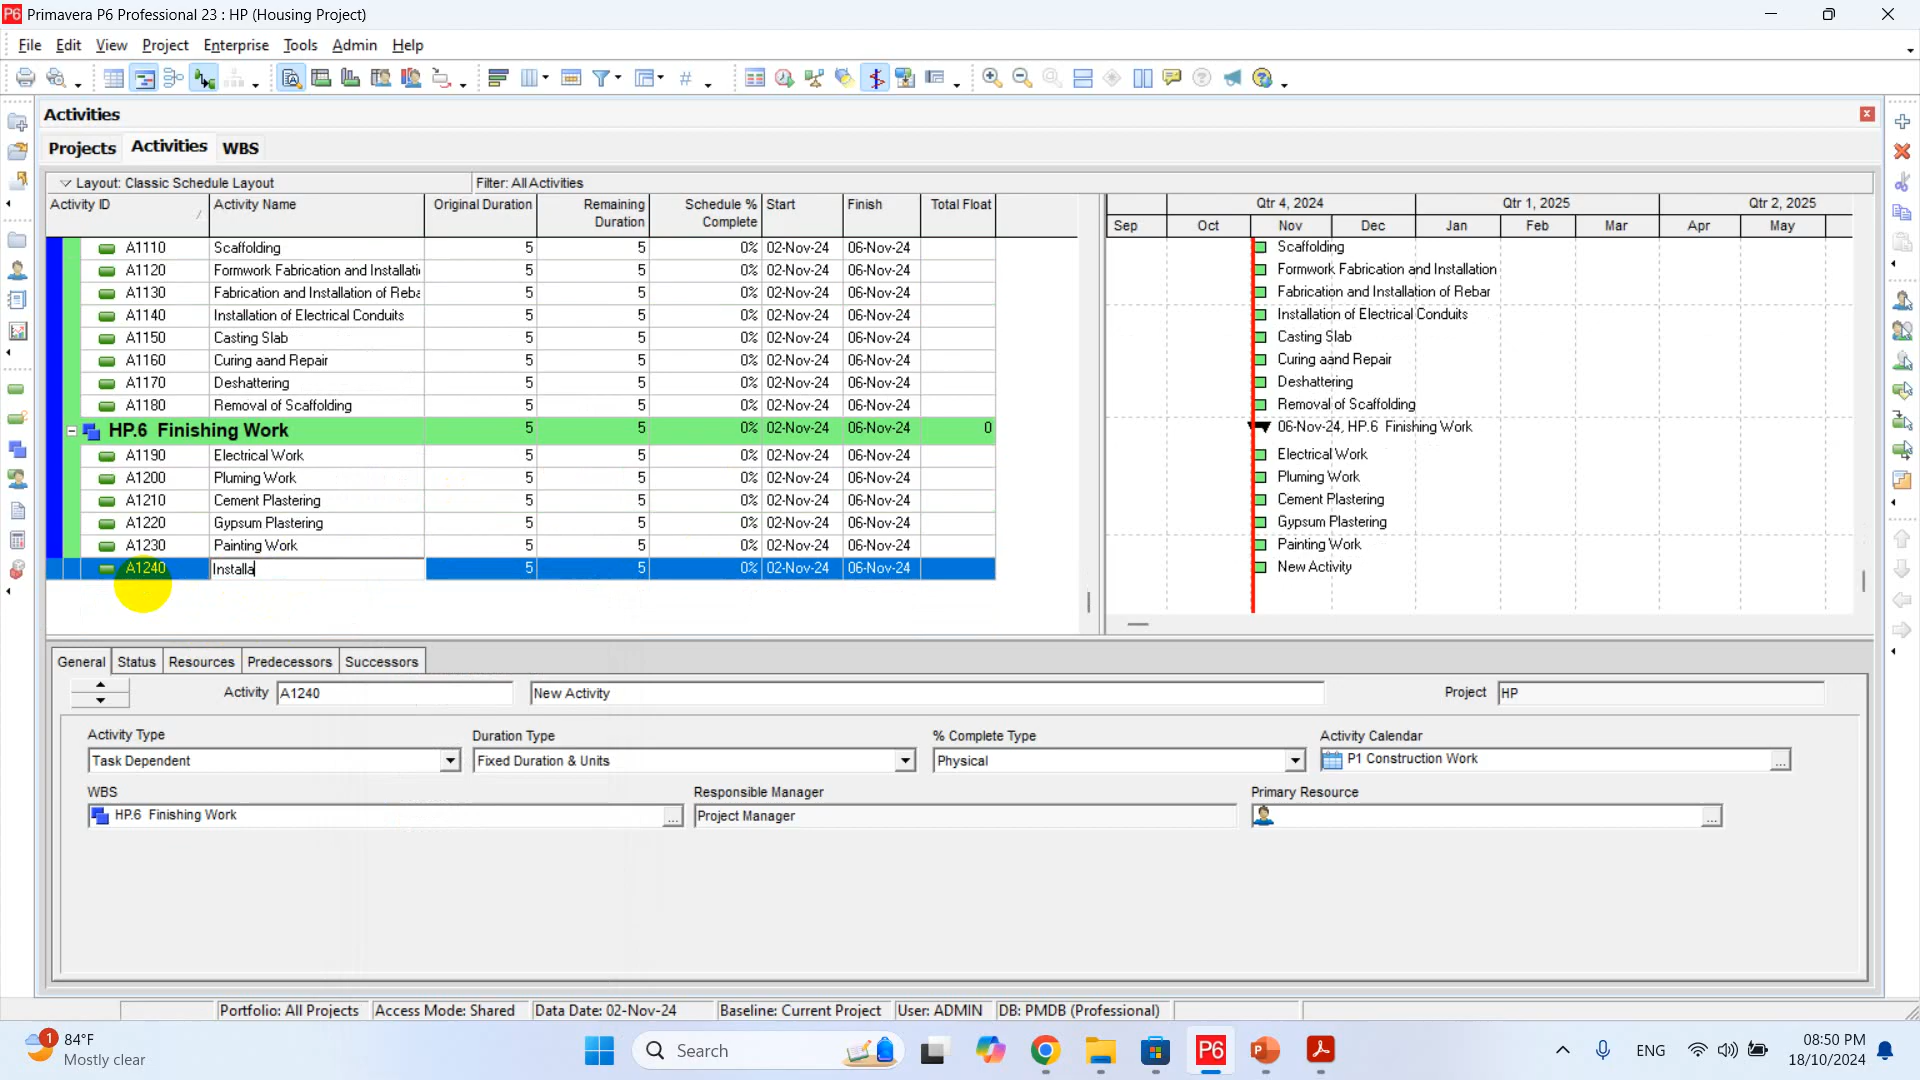 P6 Primavera P6 Professional 23 : HP (Housing Project)
File Edit View Project Enterprise Tools Admin Help
Activities
Projects Activities WBS
Layout: Classic Schedule Layout Filter: All Activities
Activity ID Activity Name Original Duration Remaining Duration Schedule % Complete Start Finish Total Float
Qtr 4, 2024 Qtr 1, 2025 Qtr 2, 2025
Sep Oct Nov Dec Jan Feb Mar Apr May
A1110 Scaffolding 5 5 0% 02-Nov-24 06-Nov-24 Scaffolding
A1120 Formwork Fabrication and Installati 5 5 0% 02-Nov-24 06-Nov-24 Formwork Fabrication and Installation
A1130 Fabrication and Installation of Reba 5 5 0% 02-Nov-24 06-Nov-24 Fabrication and Installation of Rebar
A1140 Installation of Electrical Conduits 5 5 0% 02-Nov-24 06-Nov-24 Installation of Electrical Conduits
A1150 Casting Slab 5 5 0% 02-Nov-24 06-Nov-24 Casting Slab
A1160 Curing aand Repair 5 5 0% 02-Nov-24 06-Nov-24 Curing aand Repair
A1170 Deshattering 5 5 0% 02-Nov-24 06-Nov-24 Deshattering
A1180 Removal of Scaffolding 5 5 0% 02-Nov-24 06-Nov-24 Removal of Scaffolding
HP.6 Finishing Work 5 5 0% 02-Nov-24 06-Nov-24 0 06-Nov-24, HP.6 Finishing Work
A1190 Electrical Work 5 5 0% 02-Nov-24 06-Nov-24 Electrical Work
A1200 Pluming Work 5 5 0% 02-Nov-24 06-Nov-24 Pluming Work
A1210 Cement Plastering 5 5 0% 02-Nov-24 06-Nov-24 Cement Plastering
A1220 Gypsum Plastering 5 5 0% 02-Nov-24 06-Nov-24 Gypsum Plastering
A1230 Painting Work 5 5 0% 02-Nov-24 06-Nov-24 Painting Work
A1240 Installa 5 5 0% 02-Nov-24 06-Nov-24 New Activity
General Status Resources Predecessors Successors
Activity A1240 New Activity Project HP
Activity Type Duration Type % Complete Type Activity Calendar
Task Dependent Fixed Duration & Units Physical P1 Construction Work ...
WBS Responsible Manager Primary Resource
HP.6 Finishing Work ... Project Manager ...
Portfolio: All Projects Access Mode: Shared Data Date: 02-Nov-24 Baseline: Current Project User: ADMIN DB: PMDB (Professional)
1 84°F Mostly clear Search P6 ENG 08:50 PM
18/10/2024